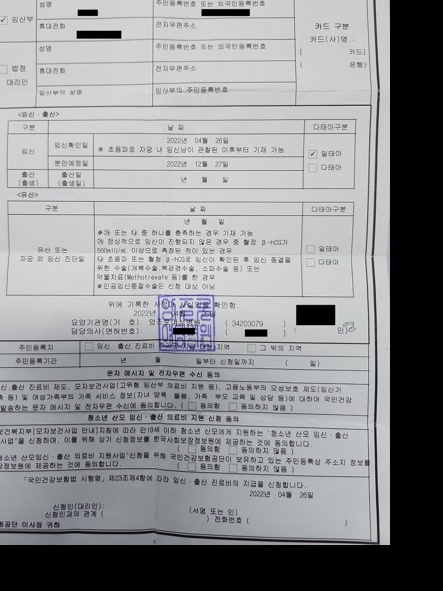 성명
주민등록번호 또는 외국인등록번호
임산부
휴대전화
전자우편주소
카드 구분
카드(사)명 :
[ 카드]
( 은행)
성명
주민등록번호 또는 외국인등록번호
법정
대리인
휴대전화
전자우편주소
임산부의 성명
임산부의 주민등록번호
<임신ㆍ출산>
구분
날 짜
다태아구분
임신
임신확인일
2022년 04월 26일
※ 초음파로 자궁 내 임신낭이 관찰된 이후부터 기재 가능
분만예정일
2022년 12월 27일
일태아
다태아
출산
(출생)
출산일
(출생일)
년 월 일
<유산>
구분
날 짜
다태아구분
유산 또는
자궁 외 임신 진단일
년 월 일
※㉮ 또는 ㉯ 중 하나를 충족하는 경우 기재 가능
㉮ 정상적으로 임신이 진행되지 않은 경우 중 혈청 β-hCG가
500mIU/mL 이상으로 측정된 적이 있는 경우
㉯ 초음파 또는 혈청 β-hCG로 임신이 확인된 후 임신 종결을
위한 수술(개복수술,복강경수술, 소파수술 등) 또는
약물치료(Methotrexate 등)를 한 경우
※인공임신중절수술은 신청 대상 아님
일태아
다태아
위에 기록한 사항이 사실임을 확인함.
2022년 04월 26일
요양기관명(기 호):
( 34203079 )
담당의사(면허번호):
주민등록지
임신ㆍ출산 진료비 지역
그 밖의 지역
주민등록기간
년 월 일부터 신청일까지 ( 일)
문자 메시지 및 전자우편 수신 동의
신ㆍ출산 진료비 지원 제도, 모자보건사업(고위험 임산부 의료비 지원 등), 고용노동부의 모성보호 제도(임신기
축 등) 및 여성가족부의 가족 서비스 정보(자녀 양육ㆍ돌봄, 가족ㆍ부모 교육 및 상담 등)에 대하여 국민건강
발송하는 문자 메시지 및 전자우편 수신에 동의합니다. ( 동의함 동의하지 않음 )
청소년 산모 임신ㆍ출산 의료비 지원 신청 동의
보건복지부[모자보건사업 안내]지침에 따라 만19세 이하 청소년 산모에게 지원하는 '청소년 산모 임신ㆍ출산
사업'을 신청하며, 이를 위해 상기 신청정보를 한국사회보장정보원에 제공하는 것에 동의합니다.
( 동의함 동의하지 않음 )
청소년 산모임신ㆍ출산 의료비 지원사업'신청을 위해 국민건강보험공단이 보유하고 있는 주민등록상 주소지 정보를
장정보원에 제공하는 것에 동의합니다. ( 동의함 동의하지 않음 )
「국민건강보험법 시행령」제23조제4항에 따라 임신ㆍ출산 진료비의 지급을 신청합니다.
2022년 04월 26일
신청인(대리인):
(서명 또는 인)
신청인과의 관계 (
) 전화번호 ( )
험공단 이사장 귀하